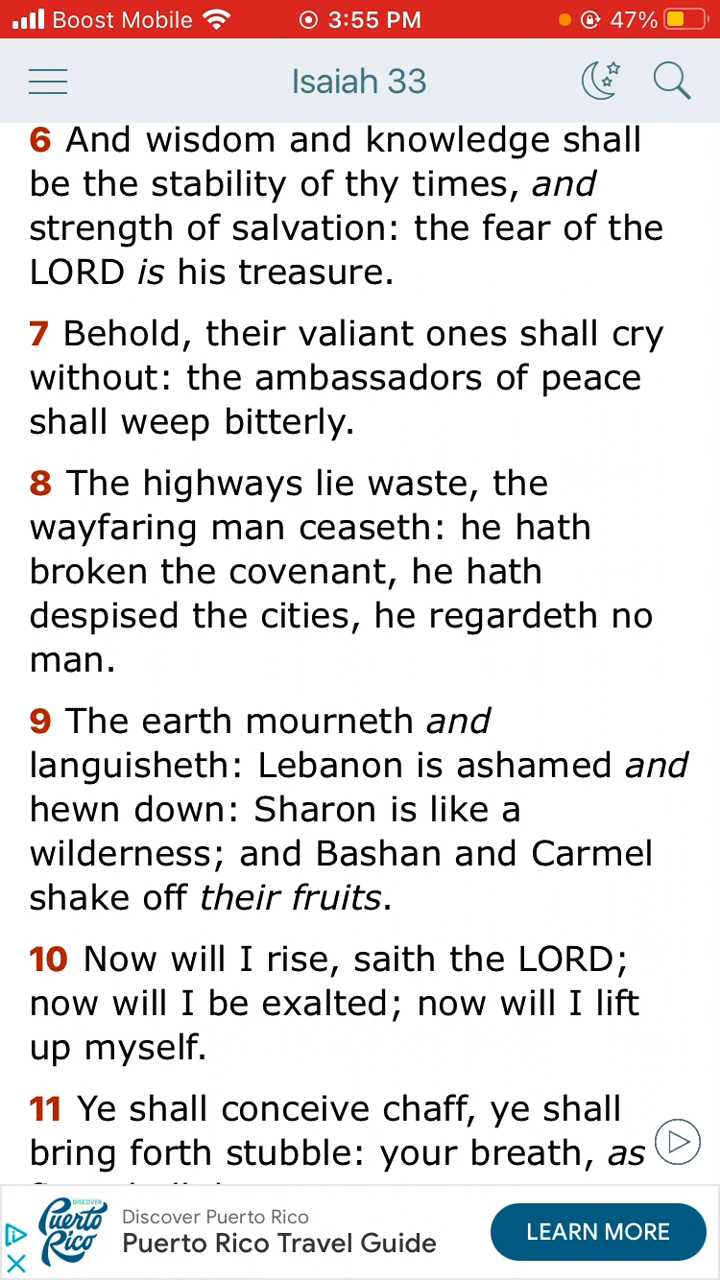 Boost Mobile 3:55 PM 47%
Isaiah 33
6 And wisdom and knowledge shall
be the stability of thy times, and
strength of salvation: the fear of the
LORD is his treasure.
7 Behold, their valiant ones shall cry
without: the ambassadors of peace
shall weep bitterly.
8 The highways lie waste, the
wayfaring man ceaseth: he hath
broken the covenant, he hath
despised the cities, he regardeth no
man.
9 The earth mourneth and
languisheth: Lebanon is ashamed and
hewn down: Sharon is like a
wilderness; and Bashan and Carmel
shake off their fruits.
10 Now will I rise, saith the LORD;
now will I be exalted; now will I lift
up myself.
11 Ye shall conceive chaff, ye shall
bring forth stubble: your breath, as
DISCOVER
Puerto
Rico
Discover Puerto Rico
Puerto Rico Travel Guide
LEARN MORE